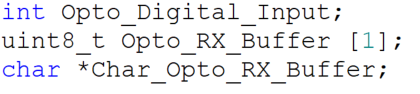 int Opto_Digital_Input;
uint8_t Opto_RX_Buffer [1];
char *Char_Opto_RX_Buffer;